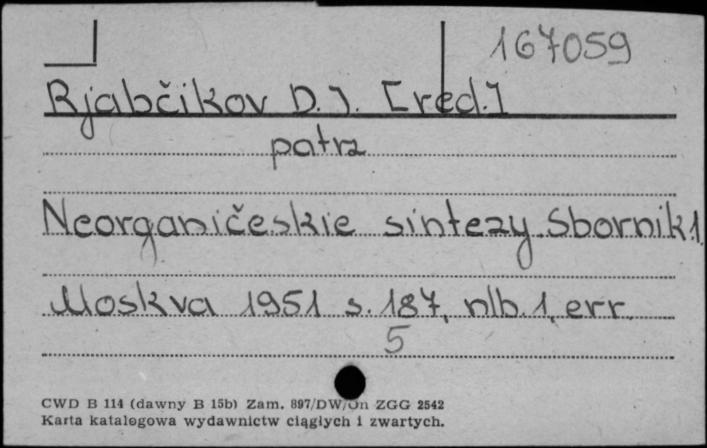 167059
Rjabčikov D.I. [red.]
patrz
Neorganičeskie sintezy Sbornik 1.
Moskva 1951 s. 187, nlb. 1, err.
5
CWD B 114 (dawny B 15b) Zam. 897/DW/Un ZGG 2542
Karta katalogowa wydawnictw ciągłych i zwartych.